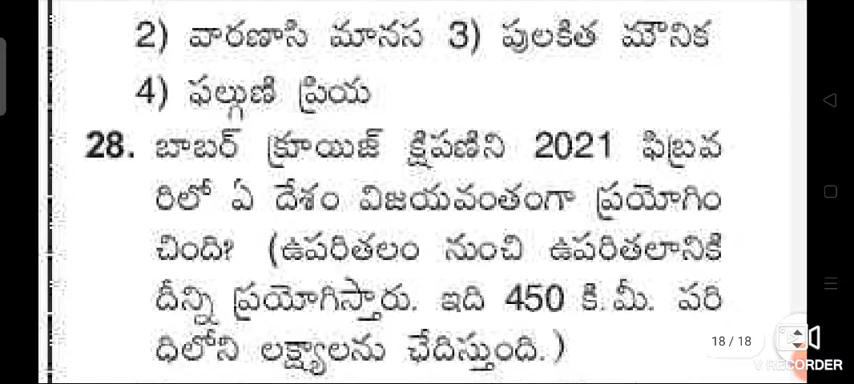 2) వారణాసి మానస 3) పులకిత మౌనిక
4) ఫల్గుణి ప్రియ
28. బాబర్ క్రూయిజ్ క్షిపణిని 2021 ఫిబ్రవ
రిలో ఏ దేశం విజయవంతంగా ప్రయోగిం
చింది? (ఉపరితలం నుంచి ఉపరితలానికి
దీన్ని ప్రయోగిస్తారు. ఇది 450 కి.మీ. పరి
ధిలోని లక్ష్యాలను ఛేదిస్తుంది.)
18 / 18
RECORDER